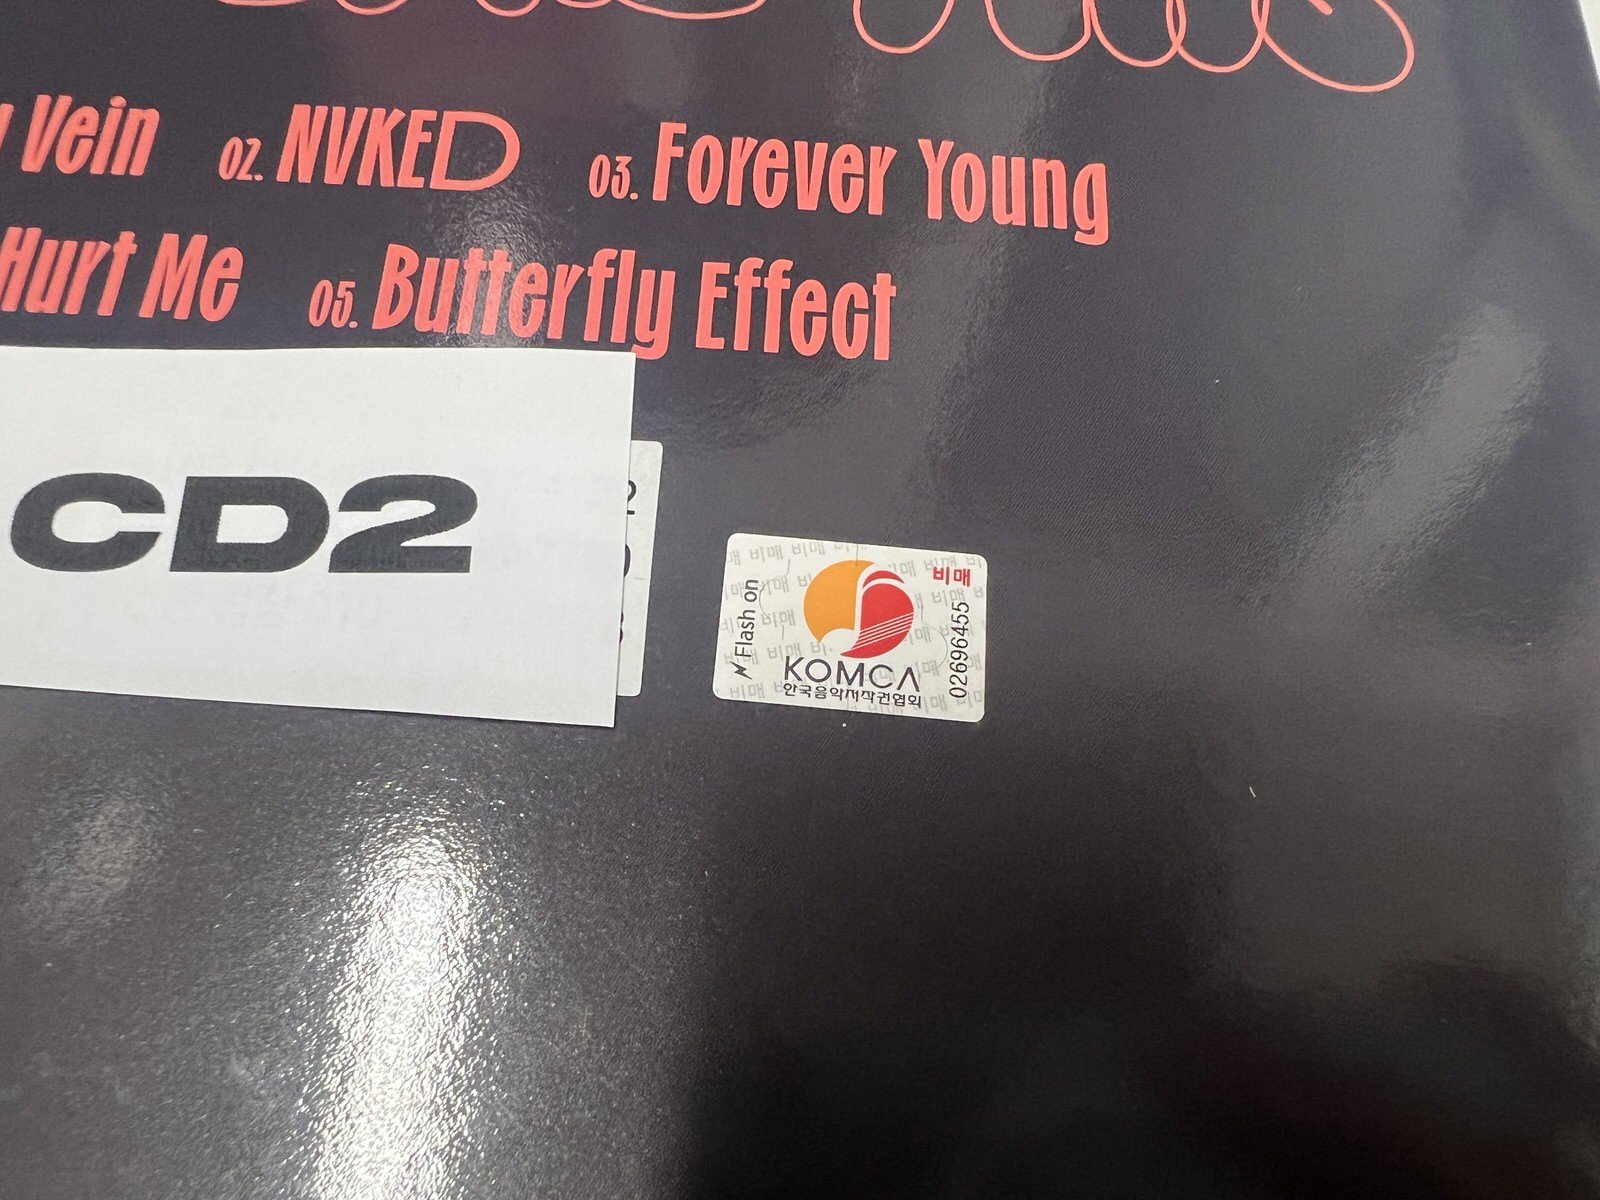 Vein 02. NVKED 03. Forever Young
Hurt Me 05. Butterfly Effect
CD2
2
Flash on
비매
02696455
KOMCA
한국음악저작권협회